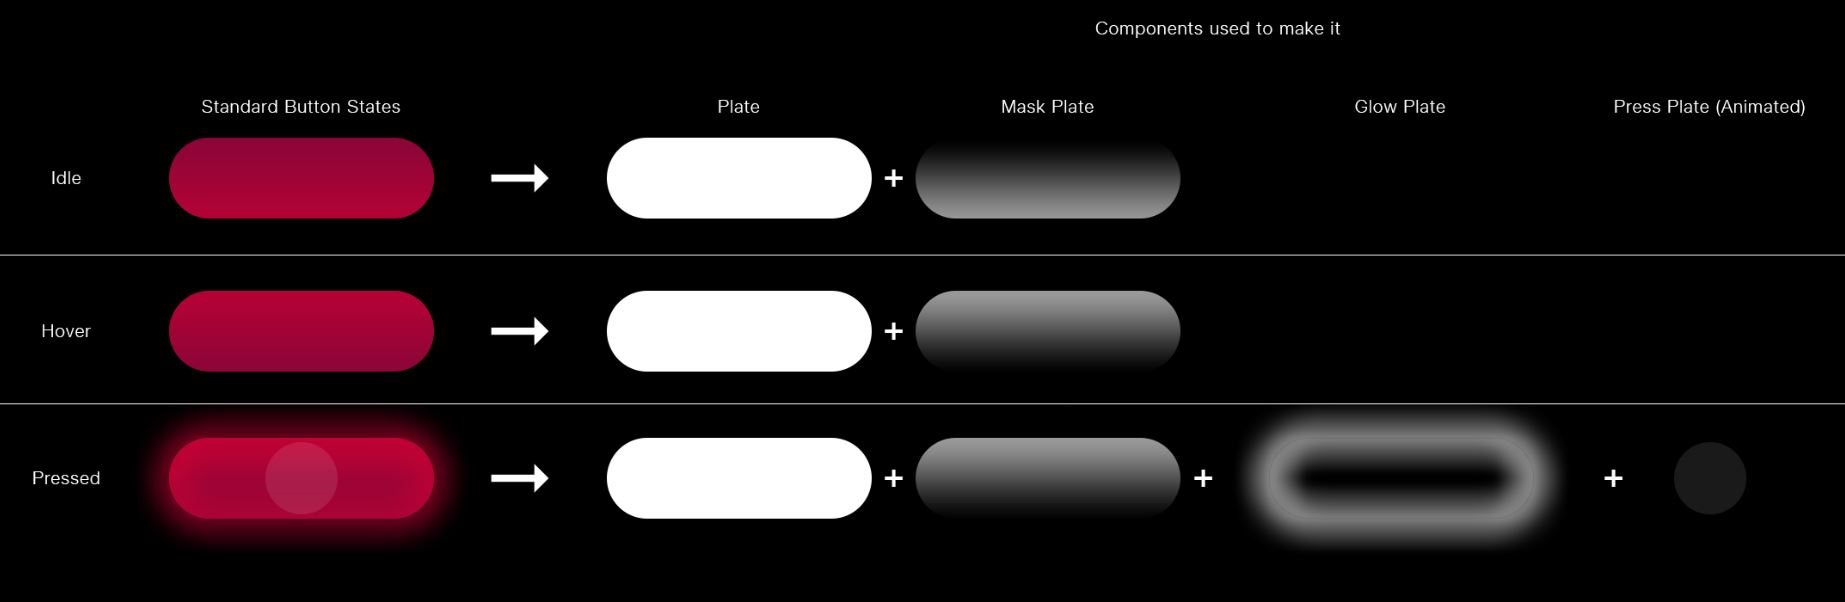 Components used to make it
Standard Button States
Plate
Mask Plate
Glow Plate
Press Plate (Animated)
Idle
+
Hover
+
Pressed
+
+
+